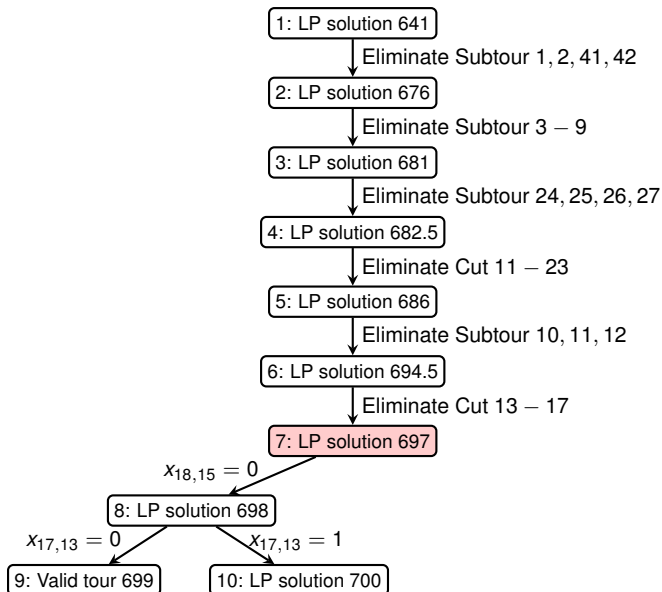 1: LP solution 641
Eliminate Subtour 1, 2, 41, 42
2: LP solution 676
Eliminate Subtour 3 − 9
3: LP solution 681
Eliminate Subtour 24, 25, 26, 27
4: LP solution 682.5
Eliminate Cut 11 − 23
5: LP solution 686
Eliminate Subtour 10, 11, 12
6: LP solution 694.5
Eliminate Cut 13 − 17
7: LP solution 697
x18,15 = 0
8: LP solution 698
x17,13 = 0
x17,13 = 1
9: Valid tour 699
10: LP solution 700